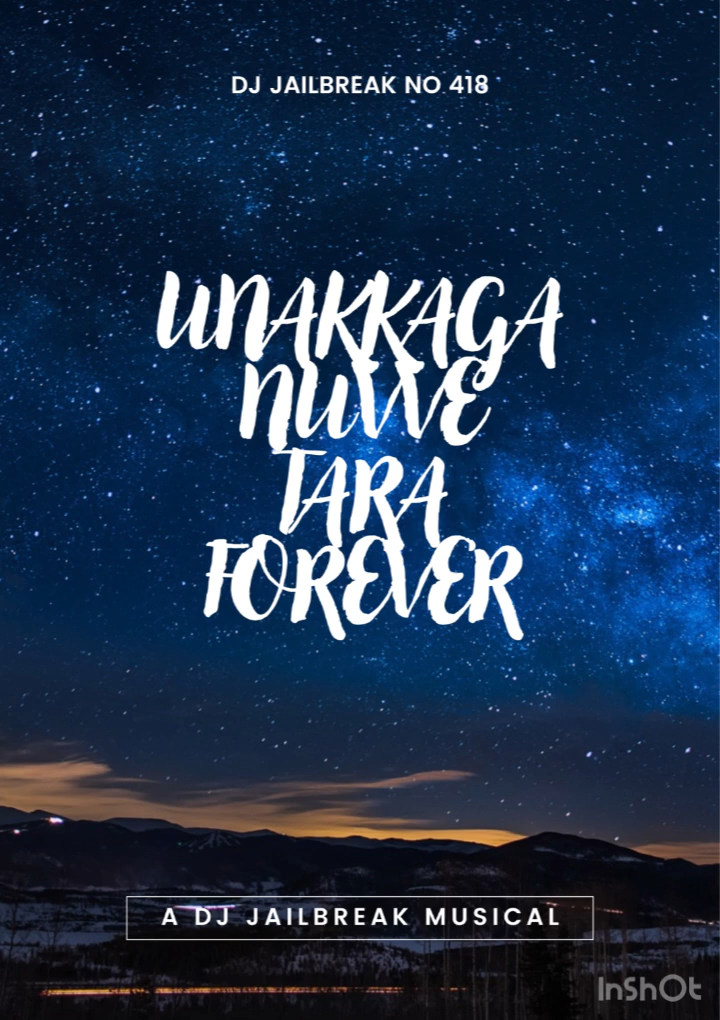 DJ JAILBREAK NO 418
UNAKKAGA
NUVVE
TARA
FOREVER
A DJ JAILBREAK MUSICAL
InShOt